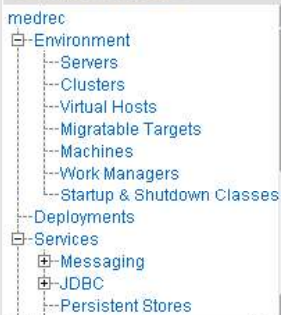 medrec
Environment
Servers
Clusters
Virtual Hosts
Migratable Targets
Machines
Work Managers
Startup & Shutdown Classes
Deployments
Services
Messaging
JDBC
Persistent Stores